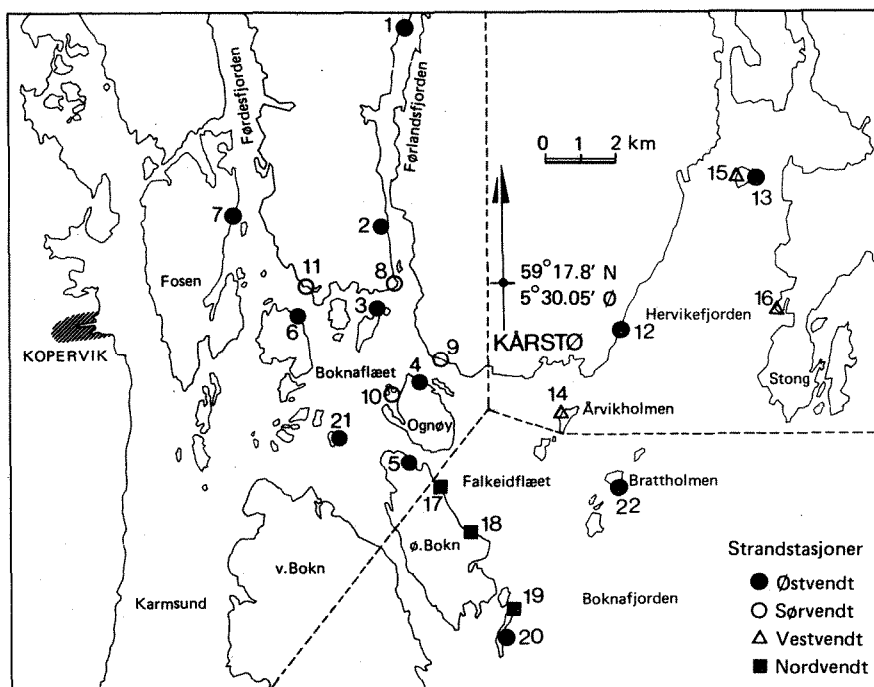 1
Førdesfjorden
Førlandsfjorden
0 1 2 km
15
13
7
2
59°17.8' N
5°30.05' Ø
11
8
Fosen
3
16
6
Hervikefjorden
12
KÅRSTØ
KOPERVIK
9
Boknaflæet
4
Stong
10
14
Årvikholmen
Ognøy
21
5
Falkeidflæet
Brattholmen
17
22
18
ø.Bokn
v.Bokn
Karmsund
19
Boknafjorden
20
Strandstasjoner
Østvendt
Sørvendt
Vestvendt
Nordvendt